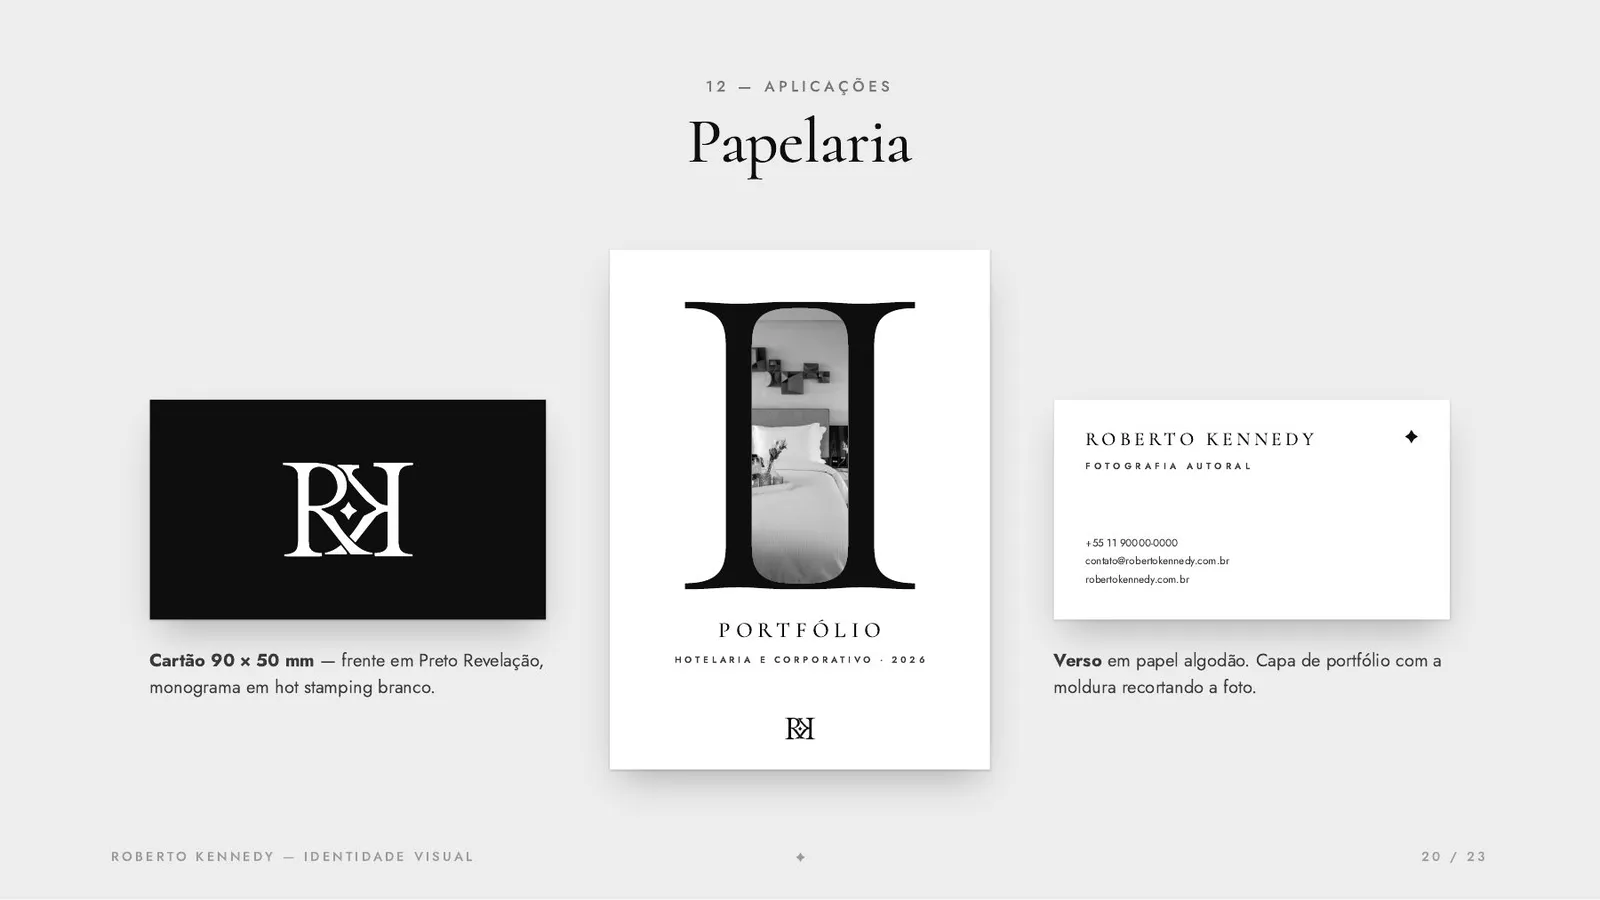 12 — APLICAÇÕES
Papelaria
RK
Cartão 90 × 50 mm — frente em Preto Revelação,
monograma em hot stamping branco.
PORTFÓLIO
HOTELARIA E CORPORATIVO · 2026
RK
ROBERTO KENNEDY
FOTOGRAFIA AUTORAL
+55 11 90000-0000
contato@robertokennedy.com.br
robertokennedy.com.br
Verso em papel algodão. Capa de portfólio com a
moldura recortando a foto.
ROBERTO KENNEDY — IDENTIDADE VISUAL
20 / 23